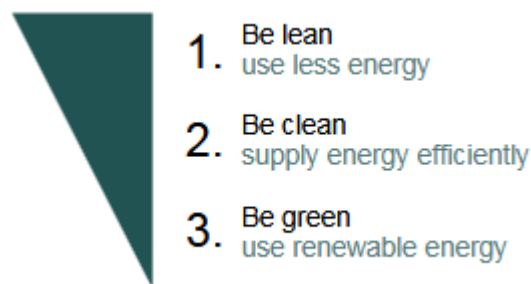 1. Be lean
use less energy
2. Be clean
supply energy efficiently
3. Be green
use renewable energy